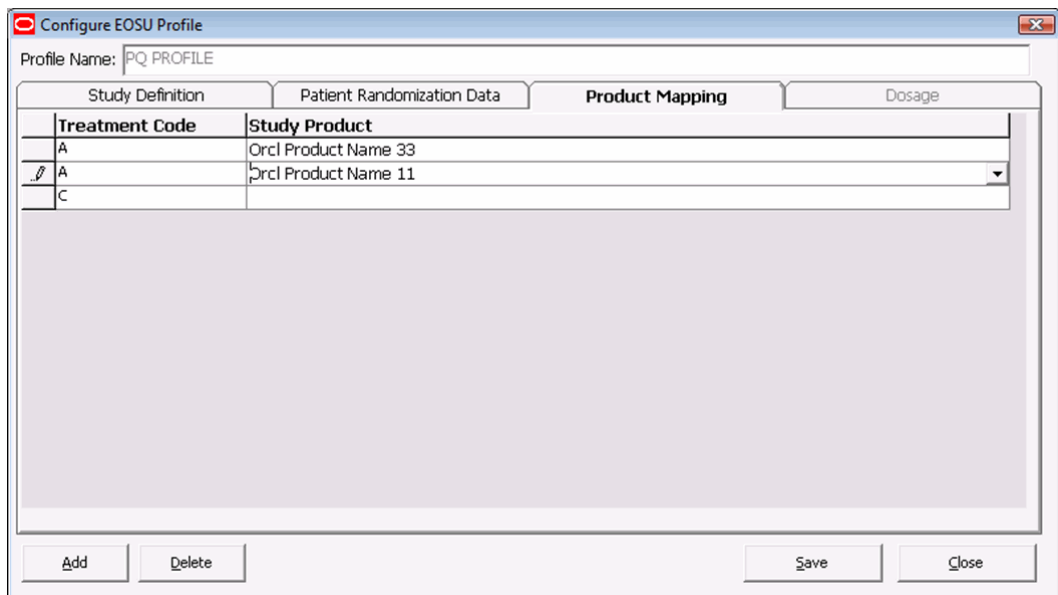 Configure EOSU Profile
Profile Name: PQ PROFILE
Study Definition Patient Randomization Data Product Mapping Dosage
Treatment Code Study Product
A Orcl Product Name 33
A Orcl Product Name 11
C
Add Delete Save Close